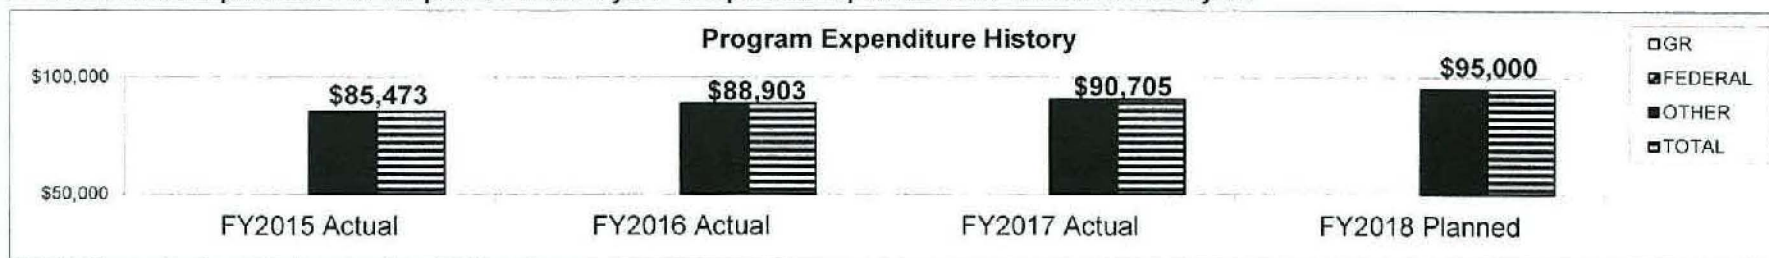 Program Expenditure History
GR
FEDERAL
OTHER
TOTAL
$100,000
$50,000
$85,473
$88,903
$90,705
$95,000
FY2015 Actual
FY2016 Actual
FY2017 Actual
FY2018 Planned